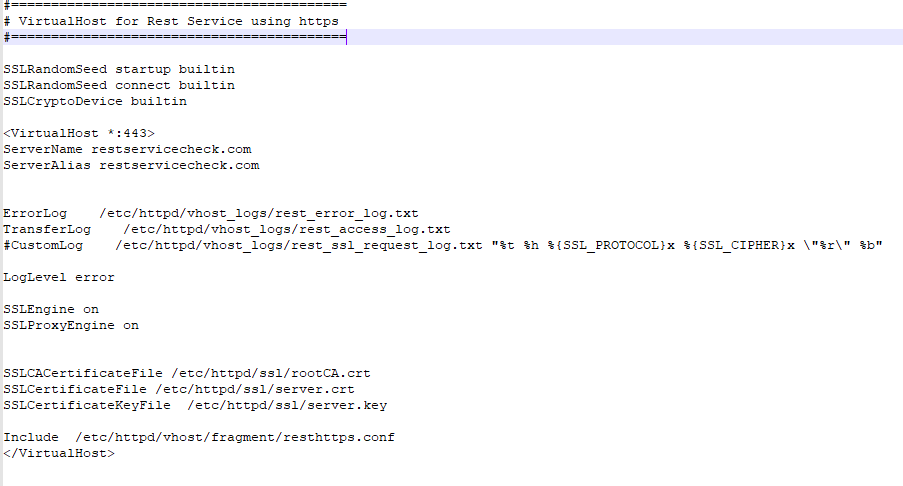 #==========================================
# VirtualHost for Rest Service using https
#==========================================
SSLRandomSeed startup builtin
SSLRandomSeed connect builtin
SSLCryptoDevice builtin
<VirtualHost *:443>
ServerName restservicecheck.com
ServerAlias restservicecheck.com
ErrorLog    /etc/httpd/vhost_logs/rest_error_log.txt
TransferLog    /etc/httpd/vhost_logs/rest_access_log.txt
#CustomLog    /etc/httpd/vhost_logs/rest_ssl_request_log.txt "%t %h %{SSL_PROTOCOL}x %{SSL_CIPHER}x \"%r\" %b"
LogLevel error
SSLEngine on
SSLProxyEngine on
SSLCACertificateFile /etc/httpd/ssl/rootCA.crt
SSLCertificateFile /etc/httpd/ssl/server.crt
SSLCertificateKeyFile  /etc/httpd/ssl/server.key
Include  /etc/httpd/vhost/fragment/resthttps.conf
</VirtualHost>